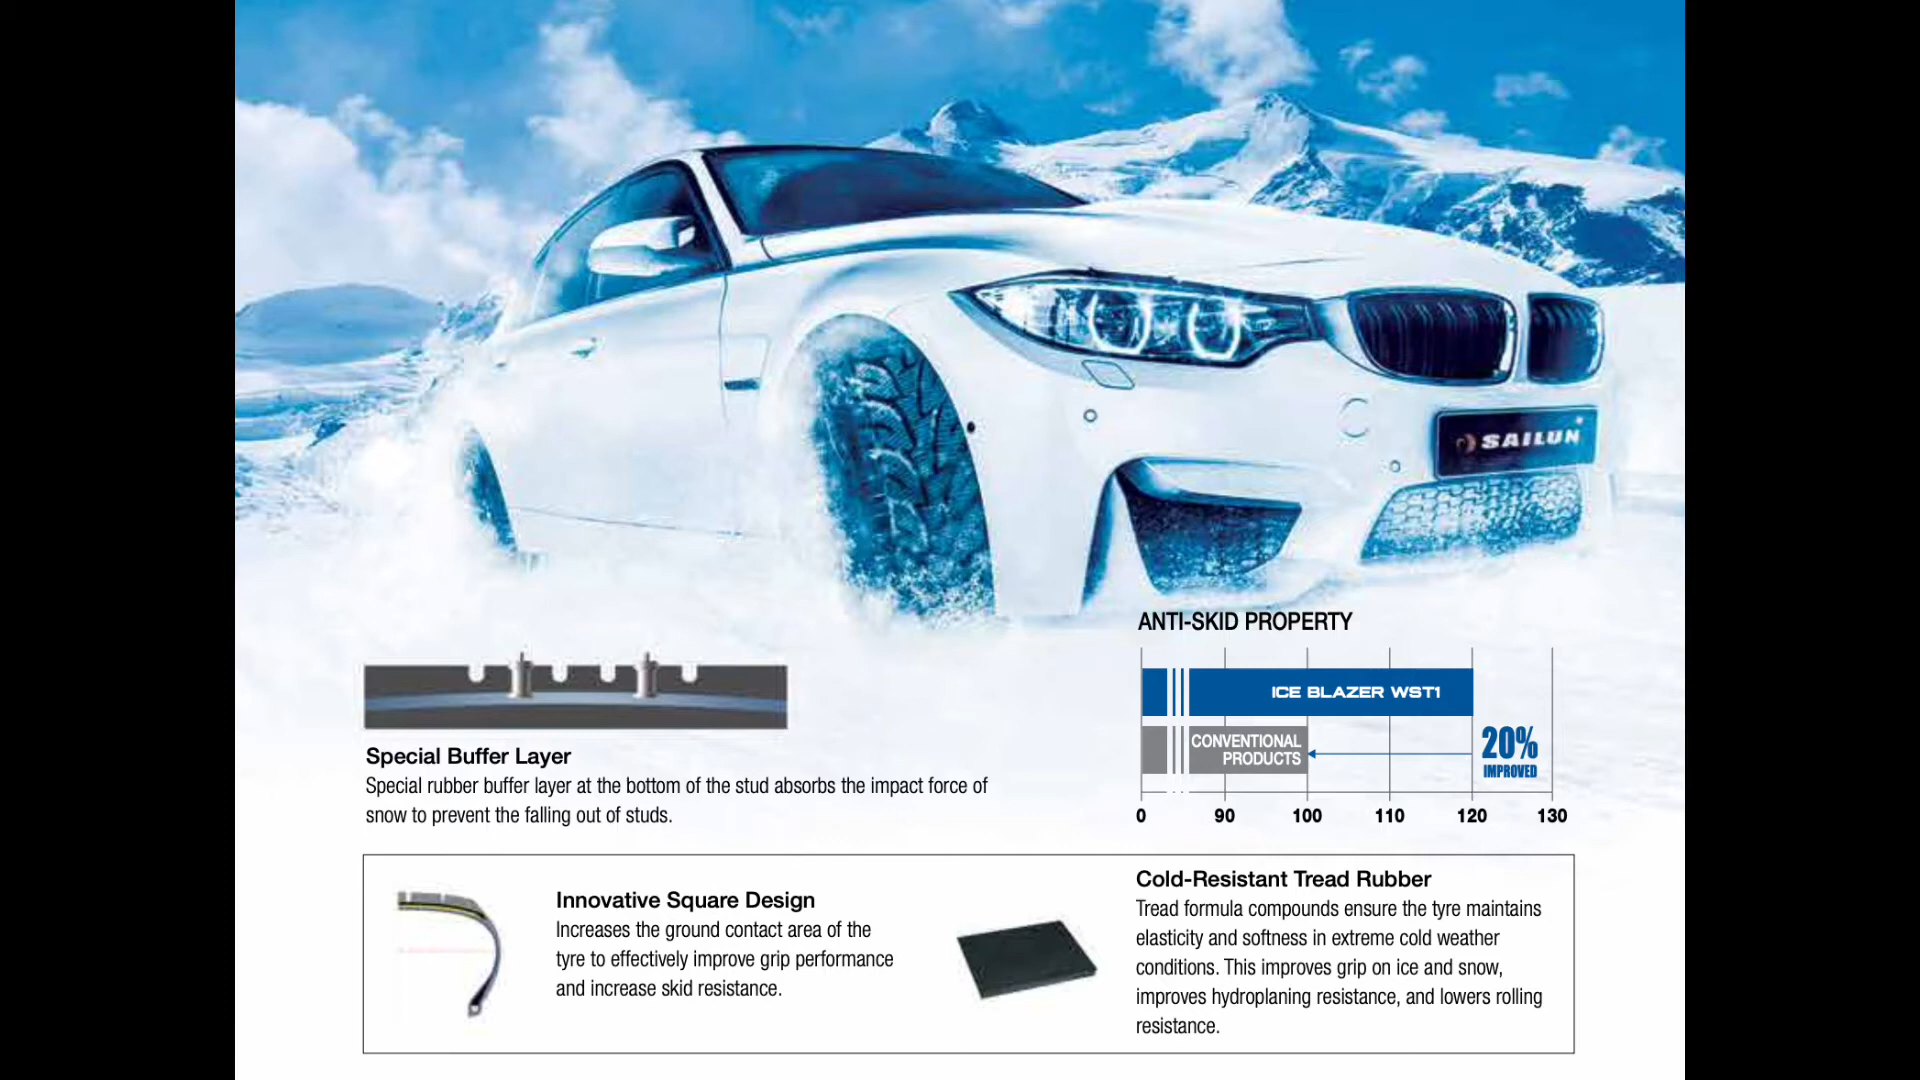 SAILUN
ANTI-SKID PROPERTY
ICE BLAZER WST1
CONVENTIONAL
PRODUCTS
20%
IMPROVED
0 90 100 110 120 130
Special Buffer Layer
Special rubber buffer layer at the bottom of the stud absorbs the impact force of
snow to prevent the falling out of studs.
Innovative Square Design
Increases the ground contact area of the
tyre to effectively improve grip performance
and increase skid resistance.
Cold-Resistant Tread Rubber
Tread formula compounds ensure the tyre maintains
elasticity and softness in extreme cold weather
conditions. This improves grip on ice and snow,
improves hydroplaning resistance, and lowers rolling
resistance.